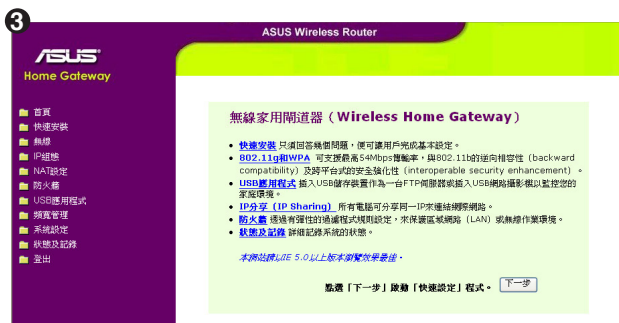 3
ASUS Wireless Router
ASUS
Home Gateway
首頁
快速安裝
無線
IP組態
NAT設定
防火牆
USB應用程式
頻寬管理
系統設定
狀態及記錄
登出
無線家用閘道器（Wireless Home Gateway）
快速安裝 只須回答幾個問題，便可讓用戶完成基本設定。
802.11g和WPA 可支援最高54Mbps傳輸率，與802.11b的逆向相容性（backward
compatibility）及跨平台式的安全強化性（interoperable security enhancement）。
USB應用程式 插入USB儲存裝置作為一台FTP伺服器或插入USB網路攝影機以監控您的
家庭環境。
IP分享（IP Sharing）所有電腦可分享同一IP來連結網際網路。
防火牆 透過有彈性的過濾程式規則設定，來保護區域網路（LAN）或無線作業環境。
狀態及記錄 詳細記錄系統的狀態。
本網站請以IE 5.0以上版本瀏覽效果最佳。
點選「下一步」啟動「快速設定」程式。 下一步